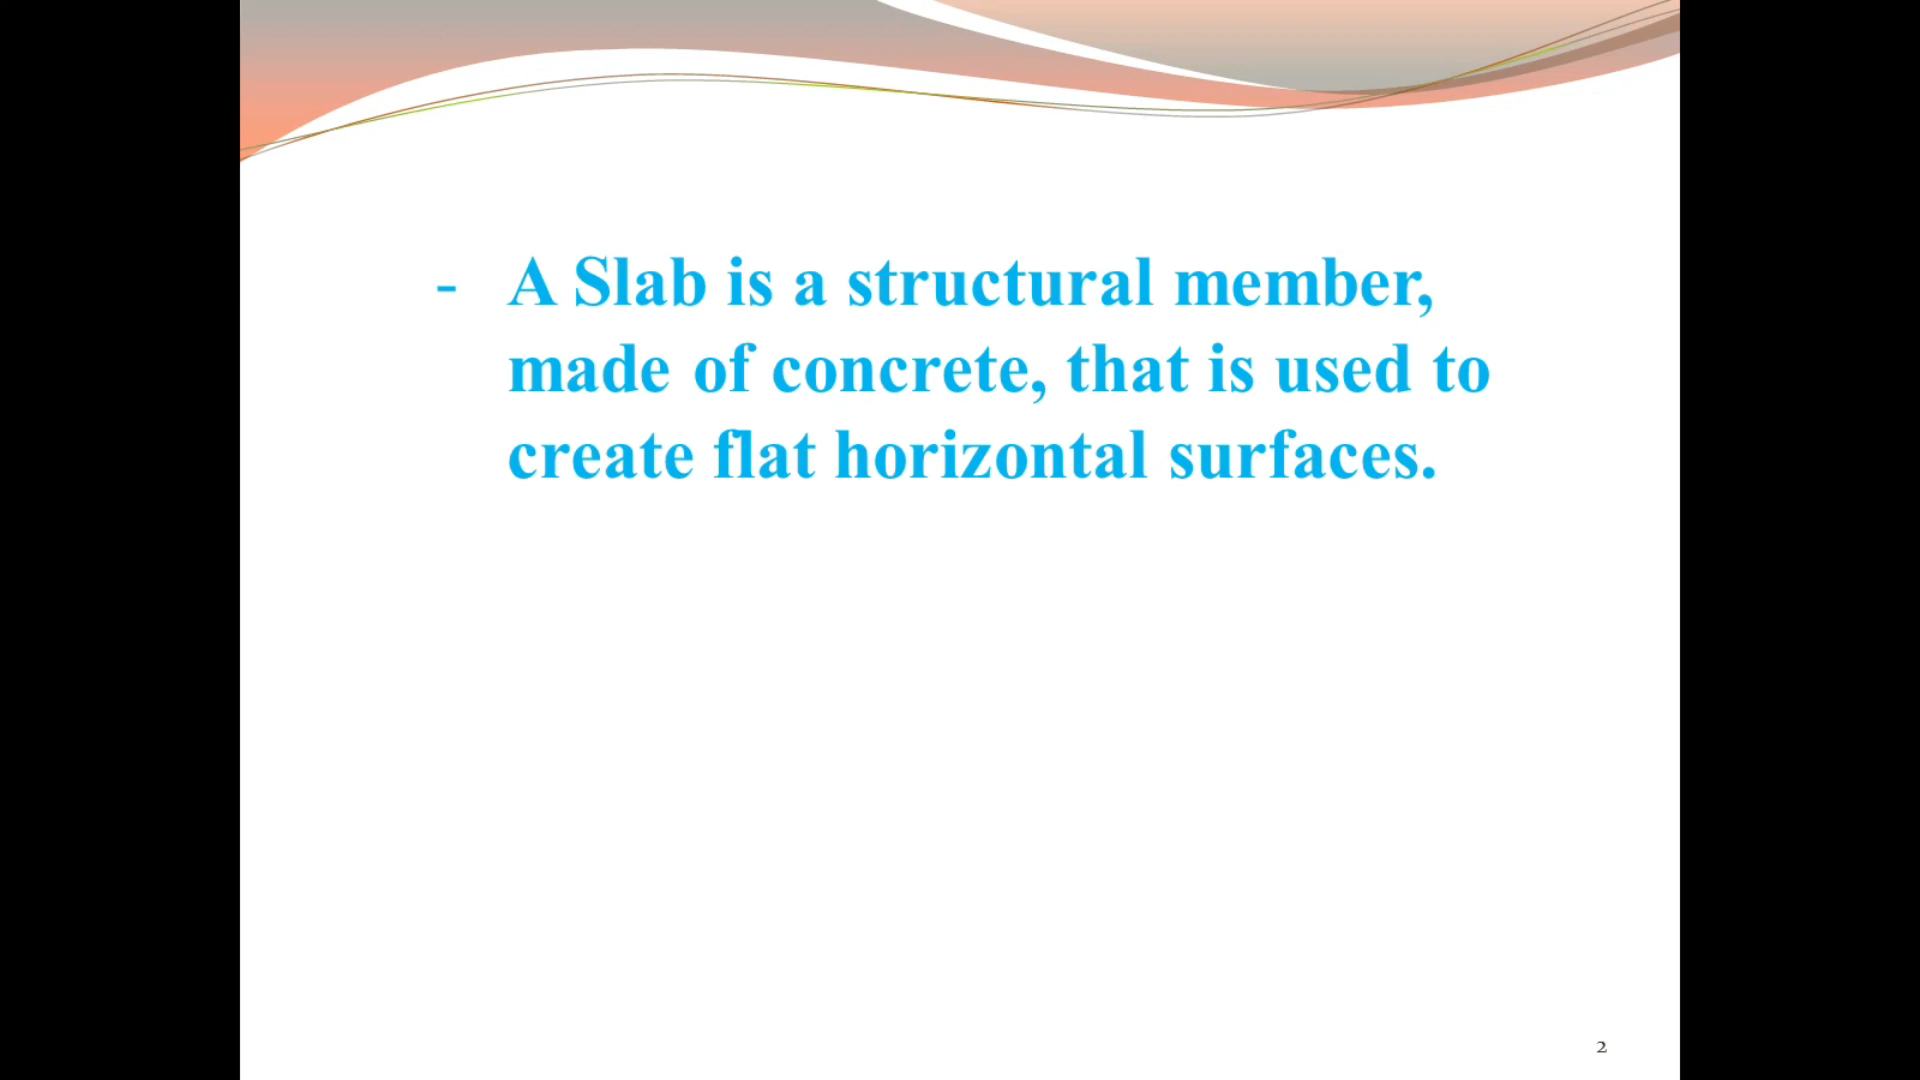 - A Slab is a structural member,
made of concrete, that is used to
create flat horizontal surfaces.
2